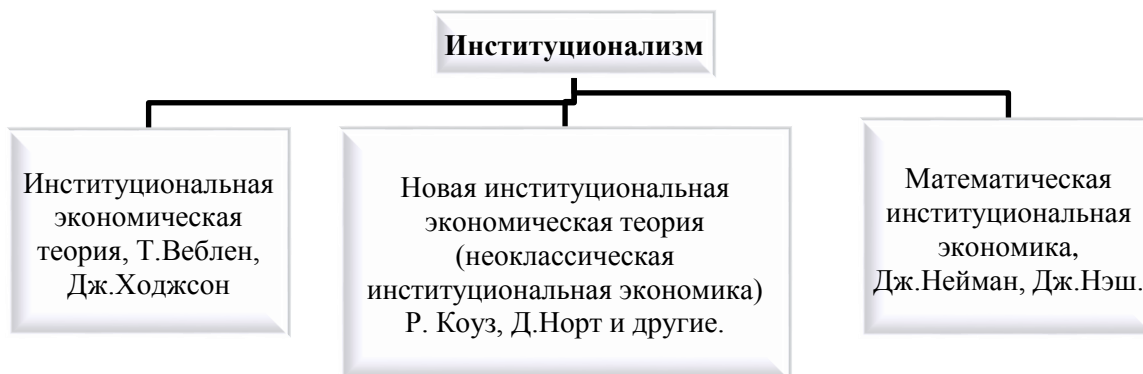 Институционализм
Институциональная
экономическая
теория, Т.Веблен,
Дж.Ходжсон
Новая институциональная
экономическая теория
(неоклассическая
институциональная экономика)
Р. Коуз, Д.Норт и другие.
Математическая
институциональная
экономика,
Дж.Нейман, Дж.Нэш.